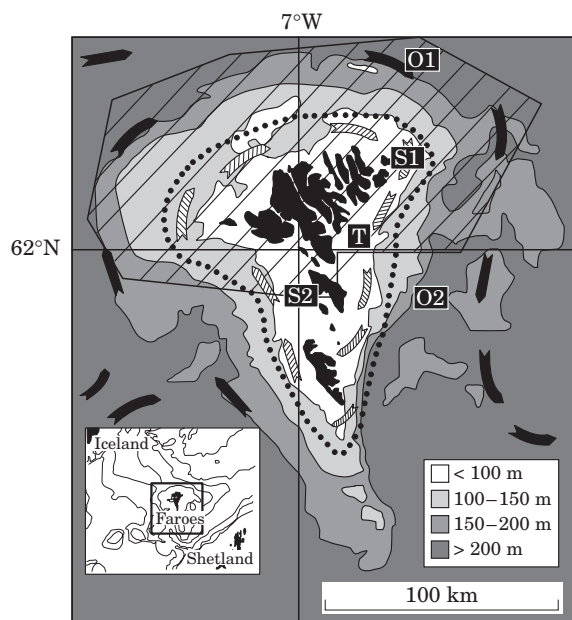 7°W
O1
S1
62°N
T
S2
O2
Iceland
Faroes
Shetland
< 100 m
100–150 m
150–200 m
> 200 m
100 km